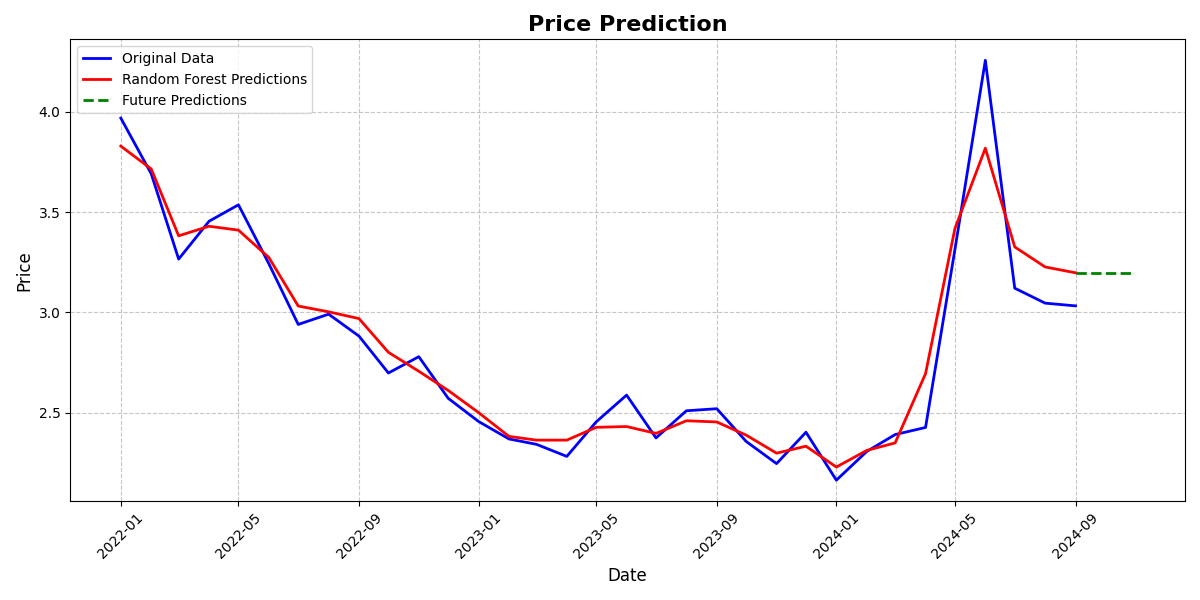 Price Prediction
Original Data
Random Forest Predictions
Future Predictions
4.0
3.5
3.0
2.5
Price
2022-01
2022-05
2022-09
2023-01
2023-05
2023-09
2024-01
2024-05
2024-09
Date